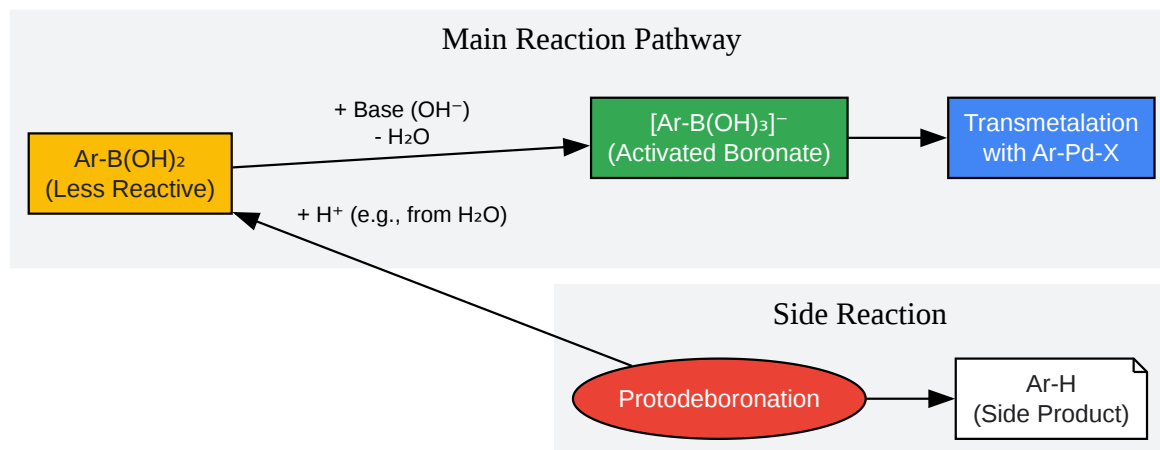 Main Reaction Pathway
+ Base (OH⁻)
- H₂O
Ar-B(OH)₂
(Less Reactive)
[Ar-B(OH)₃]⁻
(Activated Boronate)
Transmetalation
with Ar-Pd-X
+ H⁺ (e.g., from H₂O)
Side Reaction
Protodeboronation
Ar-H
(Side Product)